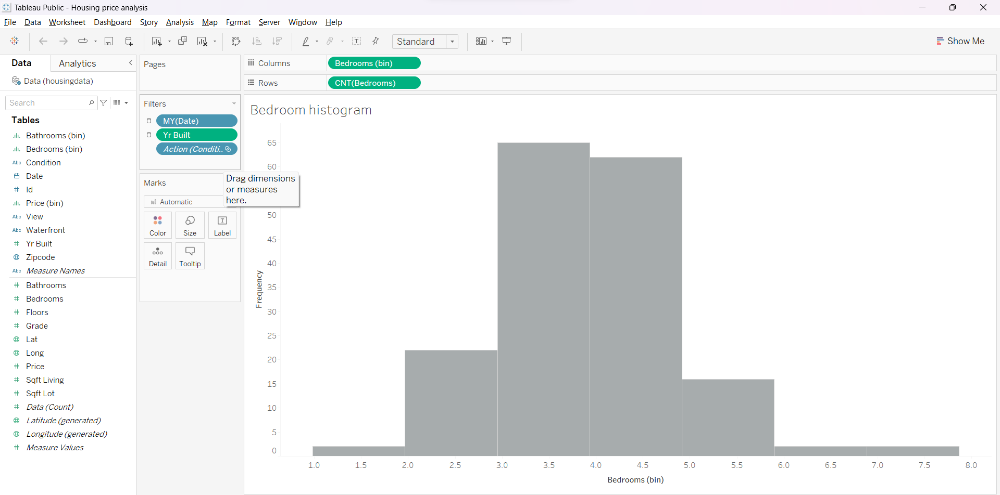 Tableau Public - Housing price analysis
File Data Worksheet Dashboard Story Analysis Map Format Server Window Help
Standard
Show Me
Data Analytics
Data (housingdata)
Search
Tables
Bathrooms (bin)
Bedrooms (bin)
Abc Condition
Date
Id
Price (bin)
Abc View
Abc Waterfront
Yr Built
Zipcode
Abc Measure Names
Bathrooms
Bedrooms
Floors
Grade
Lat
Long
Price
Sqft Living
Sqft Lot
Data (Count)
Latitude (generated)
Longitude (generated)
Measure Values
Pages
Filters
MY(Date)
Yr Built
Action (Conditi..
Marks
Automatic
Color Size Label
Detail Tooltip
Drag dimensions
or measures
here.
Columns Bedrooms (bin)
Rows CNT(Bedrooms)
Bedroom histogram
Frequency
65
60
50
45
40
35
30
25
20
15
10
5
0
1.0 1.5 2.0 2.5 3.0 3.5 4.0 4.5 5.0 5.5 6.0 6.5 7.0 7.5 8.0
Bedrooms (bin)